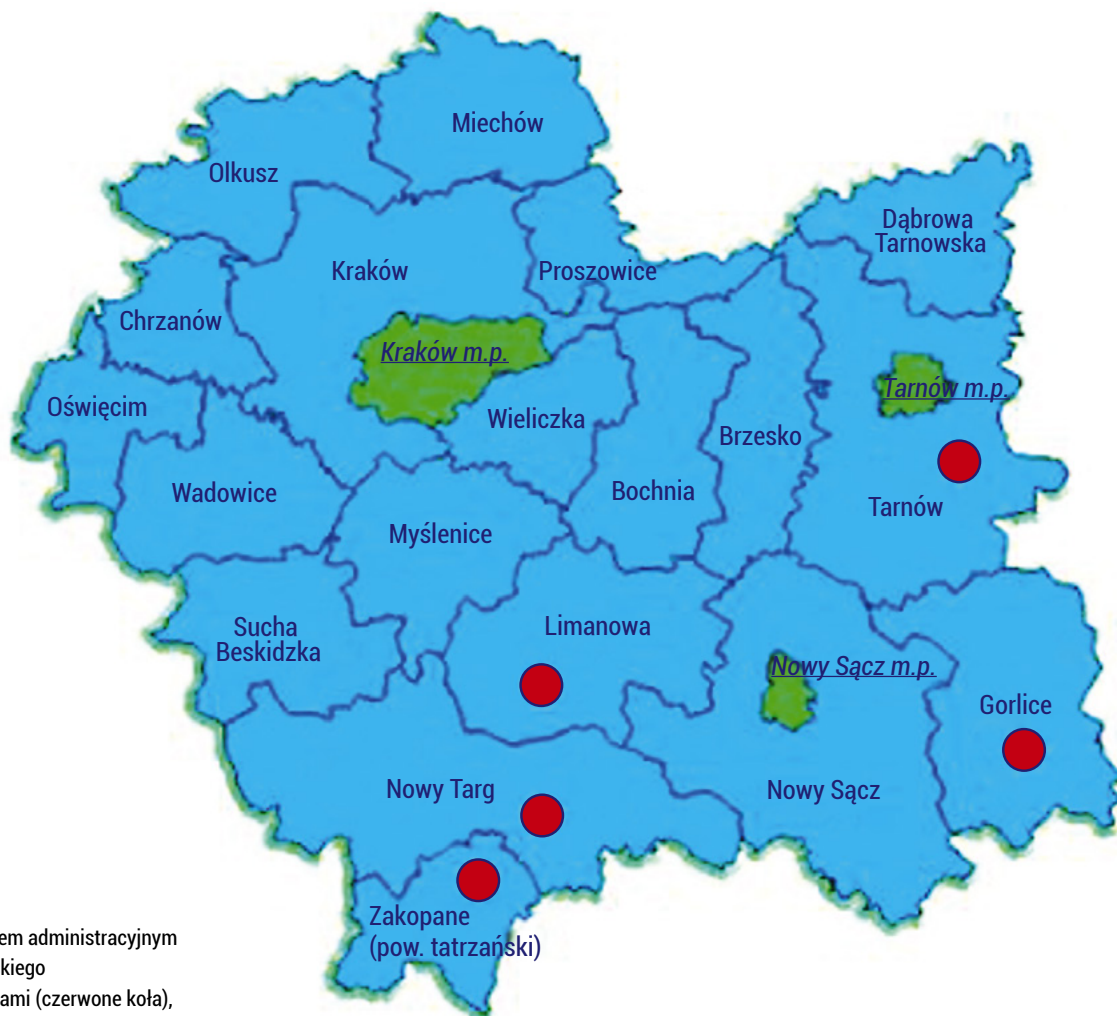 Miechów
Olkusz
Dąbrowa
Tarnowska
Kraków
Proszowice
Chrzanów
Kraków m.p.
Tarnów m.p.
Oświęcim
Wieliczka
Brzesko
Wadowice
Bochnia
Tarnów
Myślenice
Sucha
Beskidzka
Limanowa
Nowy Sącz m.p.
Gorlice
Nowy Targ
Nowy Sącz
Zakopane
(pow. tatrzański)
em administracyjnym
kiego
ami (czerwone koła),